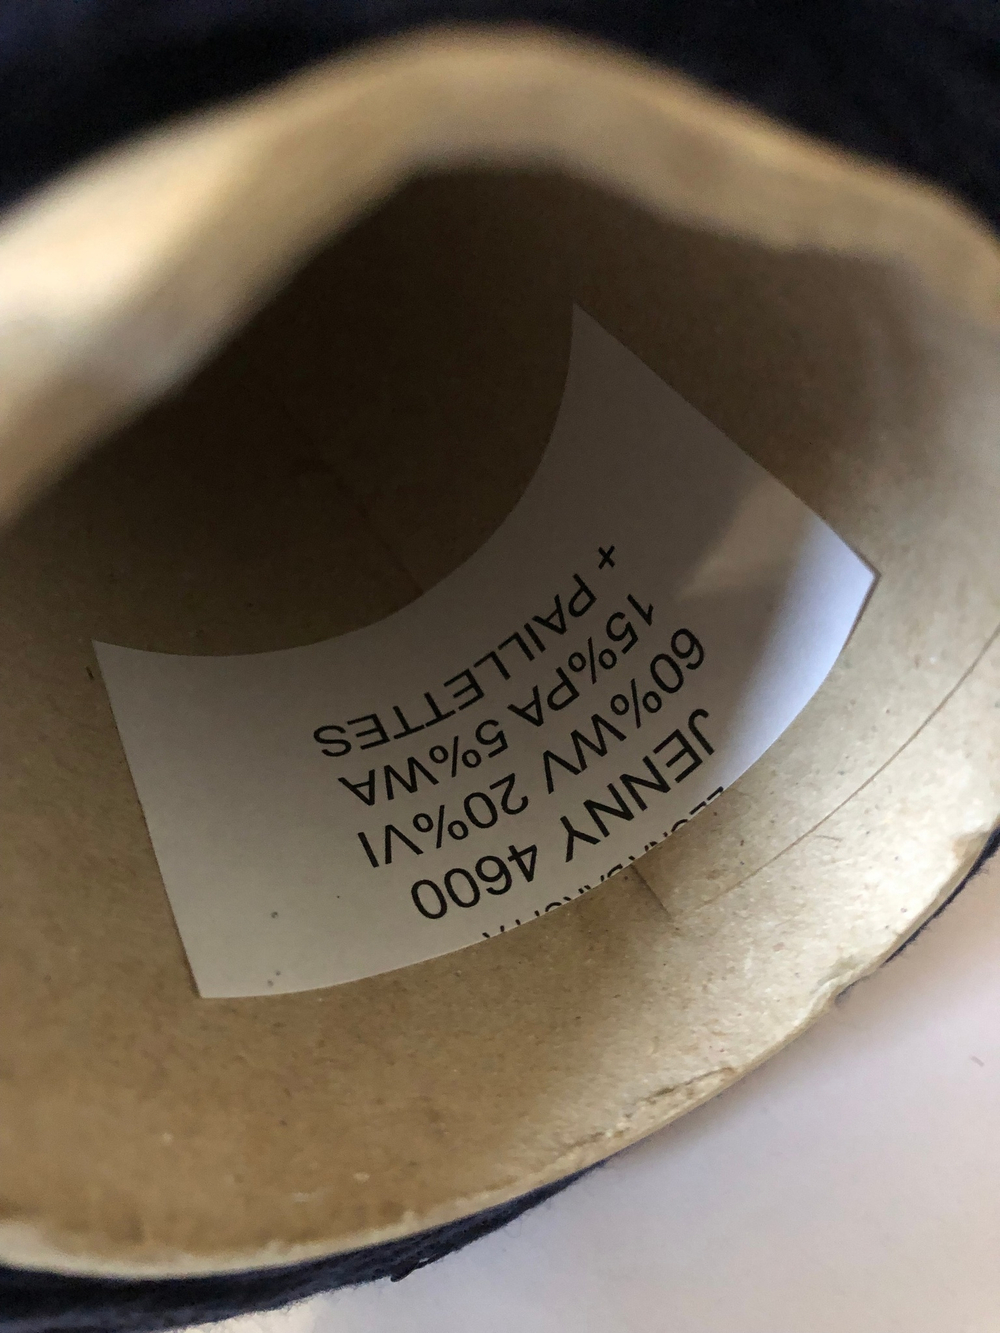 JENNY 4600
60%WV 20%VI
15%PA 5%WA
+ PAILLETTES